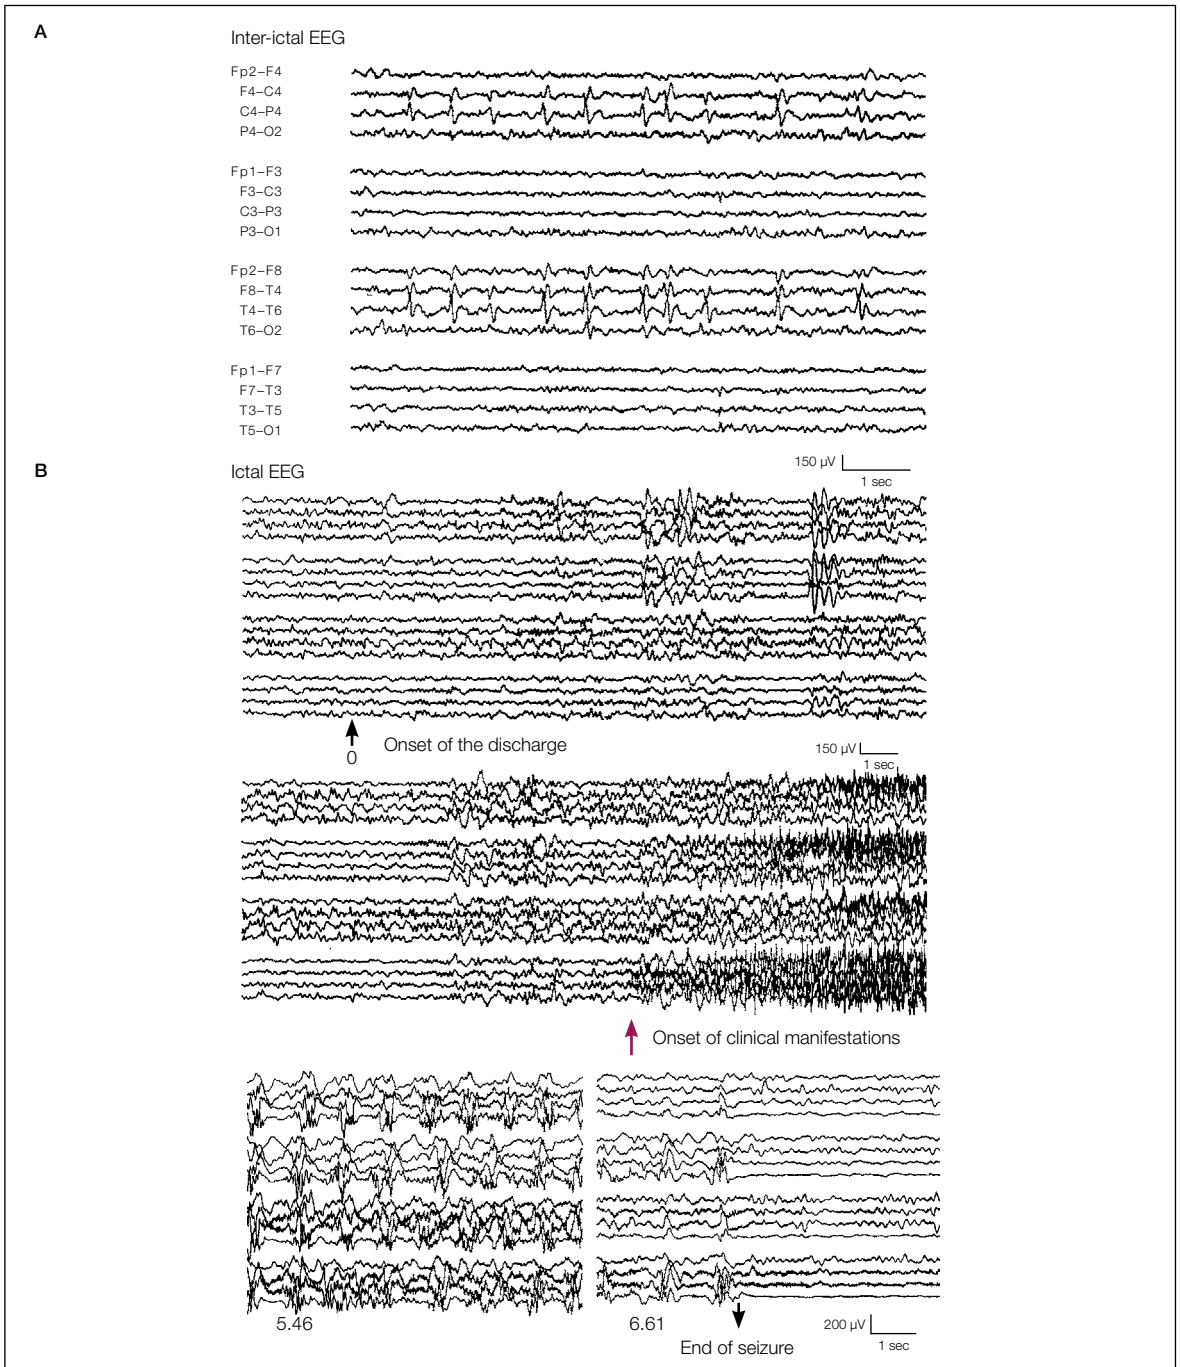 A
Inter-ictal EEG
Fp2–F4
F4–C4
C4–P4
P4–O2
Fp1–F3
F3–C3
C3–P3
P3–O1
Fp2–F8
F8–T4
T4–T6
T6–O2
Fp1–F7
F7–T3
T3–T5
T5–O1
150 µV
1 sec
B
Ictal EEG
0
Onset of the discharge
150 µV
1 sec
Onset of clinical manifestations
5.46
6.61
End of seizure
200 µV
1 sec